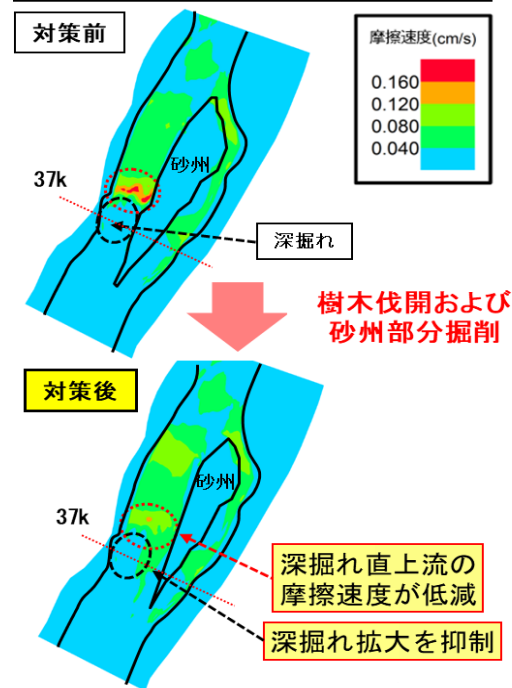 対策前
摩擦速度(cm/s)
0.160
0.120
0.080
0.040
砂州
37k
深掘れ
樹木伐開および
砂州部分掘削
対策後
砂州
37k
深掘れ直上流の
摩擦速度が低減
深掘れ拡大を抑制